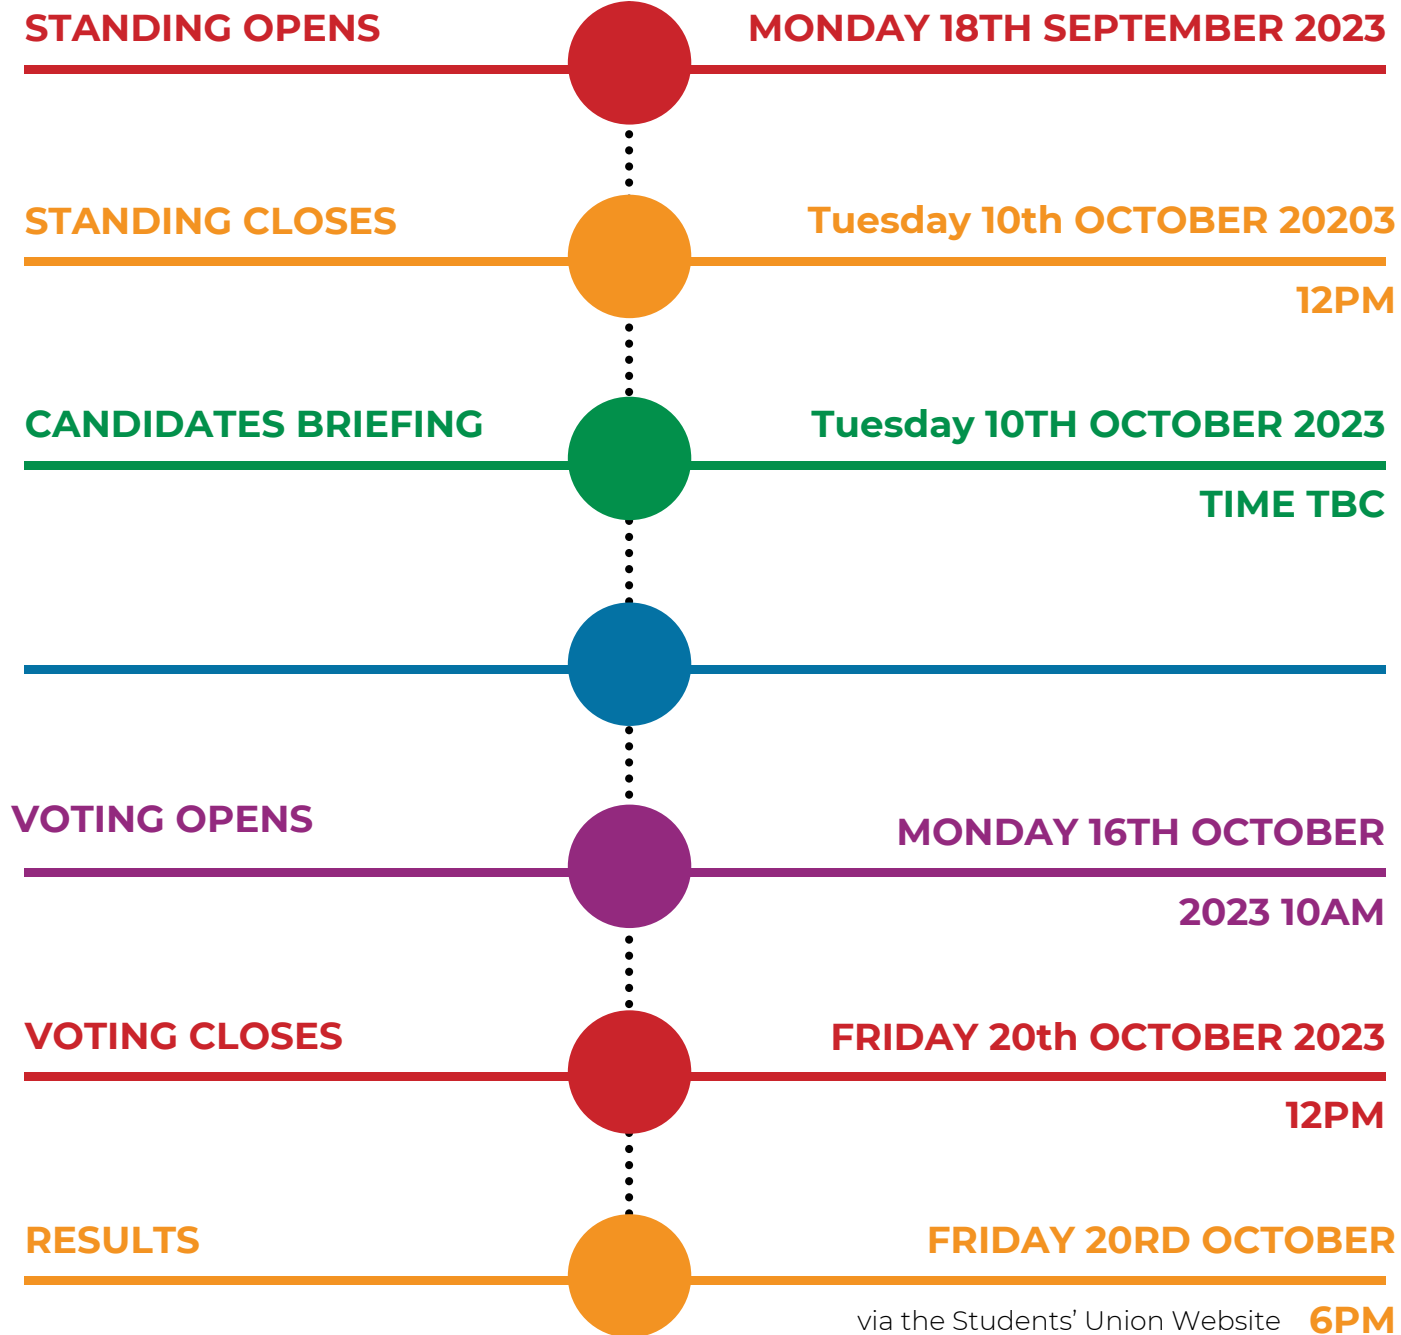 STANDING OPENS
MONDAY 18TH SEPTEMBER 2023
STANDING CLOSES
Tuesday 10th OCTOBER 20203
12PM
CANDIDATES BRIEFING
Tuesday 10TH OCTOBER 2023
TIME TBC
VOTING OPENS
MONDAY 16TH OCTOBER
2023 10AM
VOTING CLOSES
FRIDAY 20th OCTOBER 2023
12PM
RESULTS
FRIDAY 20RD OCTOBER
via the Students’ Union Website 6PM